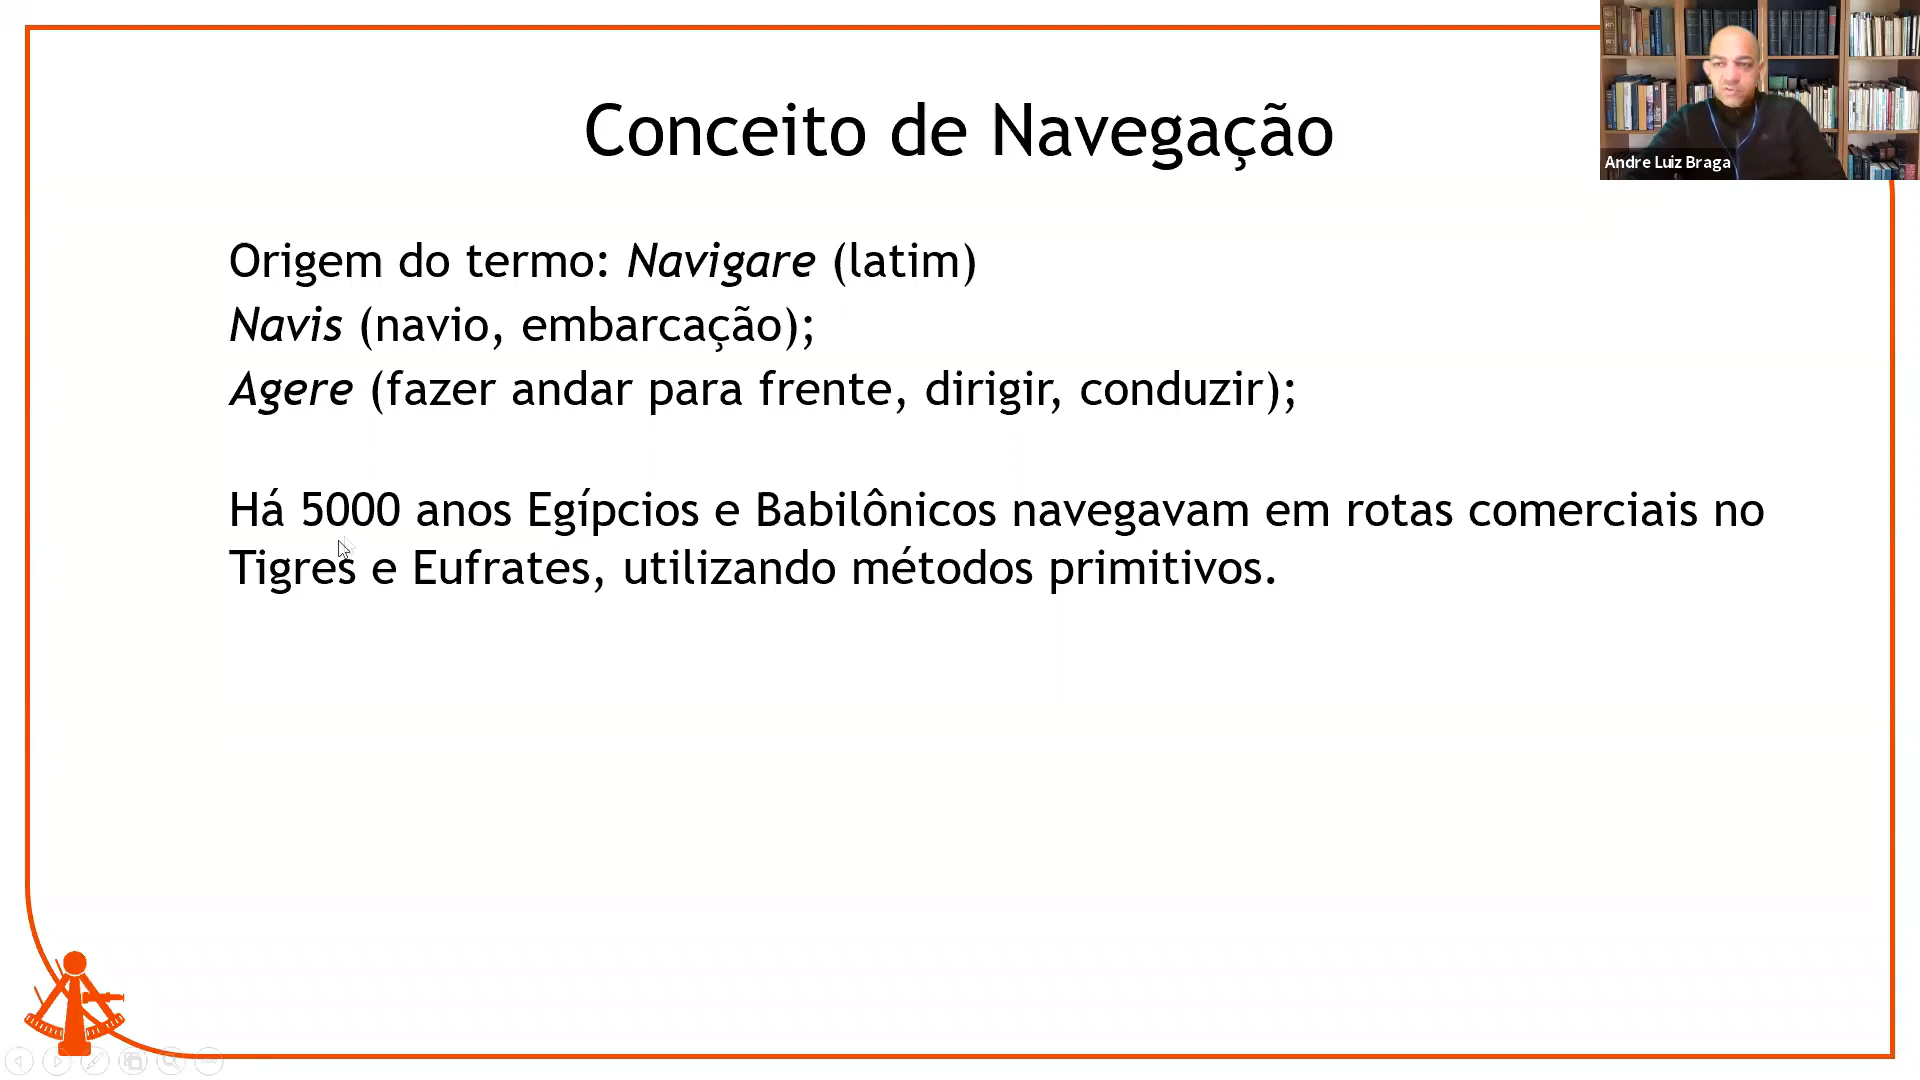 Conceito de Navegação
Andre Luiz Braga
Origem do termo: Navigare (latim)
Navis (navio, embarcação);
Agere (fazer andar para frente, dirigir, conduzir);
Há 5000 anos Egípcios e Babilônicos navegavam em rotas comerciais no
Tigres e Eufrates, utilizando métodos primitivos.